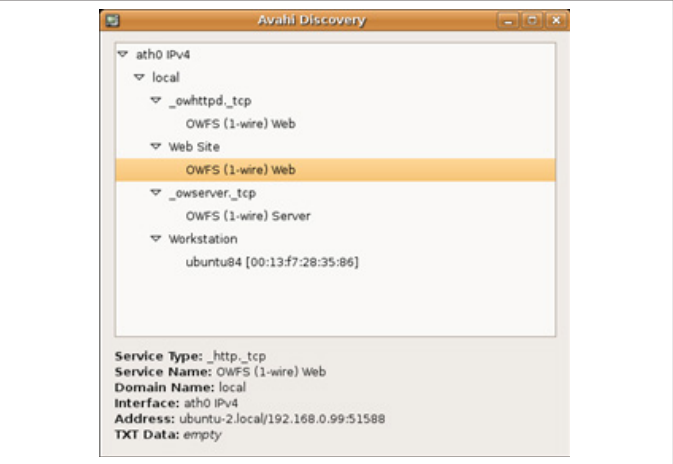 Avahi Discovery
ath0 IPv4
local
_owhttpd._tcp
OWFS (1-wire) Web
Web Site
OWFS (1-wire) Web
_owserver._tcp
OWFS (1-wire) Server
Workstation
ubuntu84 [00:13:f7:28:35:86]
Service Type: _http._tcp
Service Name: OWFS (1-wire) Web
Domain Name: local
Interface: ath0 IPv4
Address: ubuntu-2.local/192.168.0.99:51588
TXT Data: empty